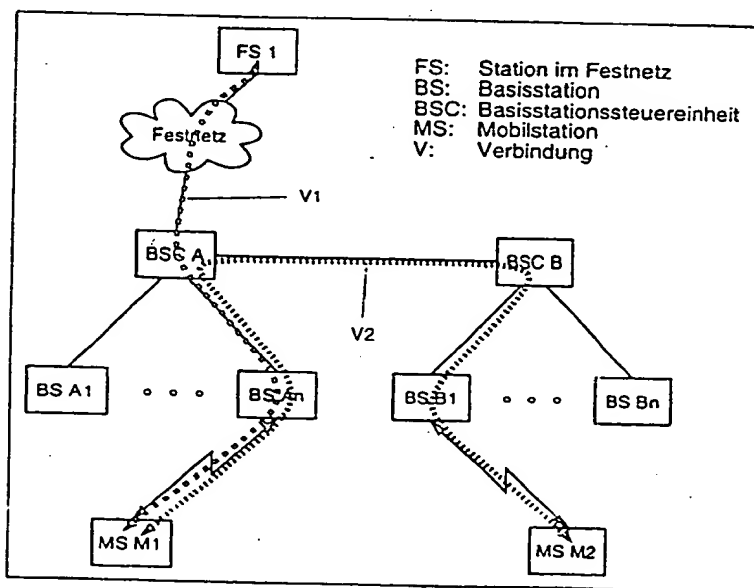 FS 1
FS: Station im Festnetz
BS: Basisstation
BSC: Basisstationssteuereinheit
MS: Mobilstation
V: Verbindung
Festnetz
V1
BSC A
BSC B
V2
BS A1
BS An
BS B1
BS Bn
MS M1
MS M2